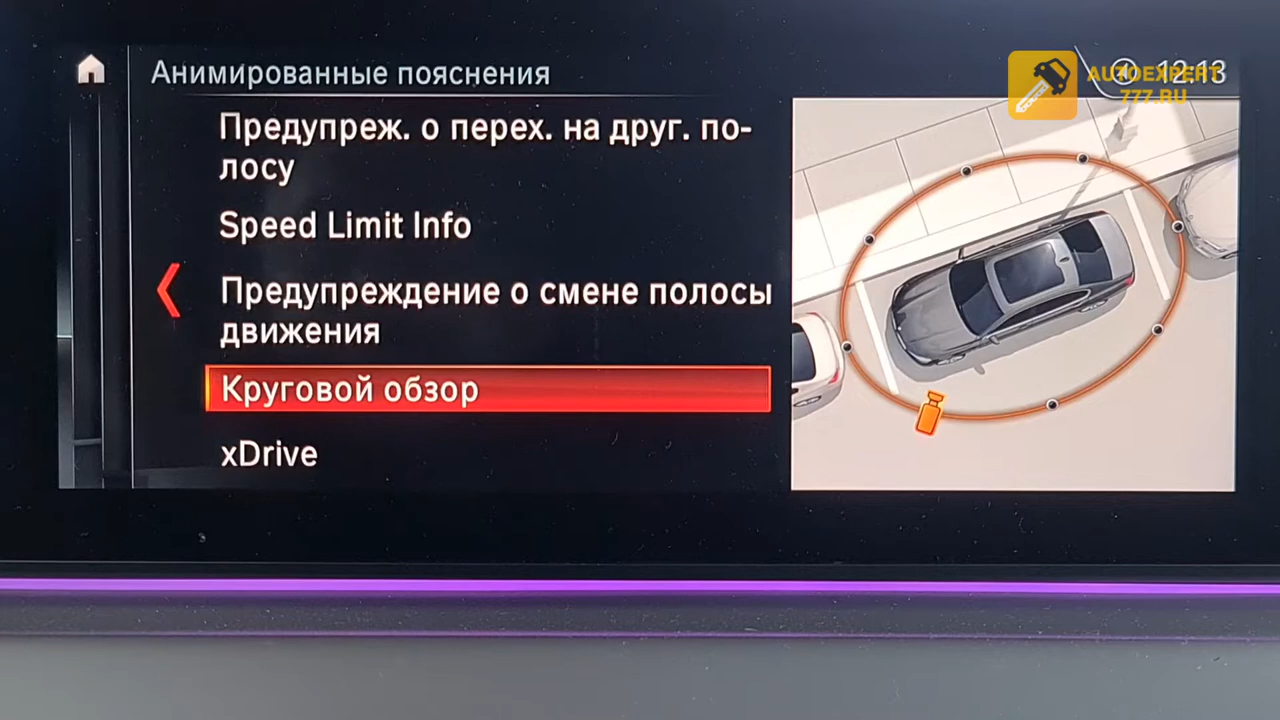 Анимированные пояснения
12:13
AUTOEXPERT
777.RU
Предупреж. о перех. на друг. по-
лосу
Speed Limit Info
Предупреждение о смене полосы
движения
Круговой обзор
xDrive